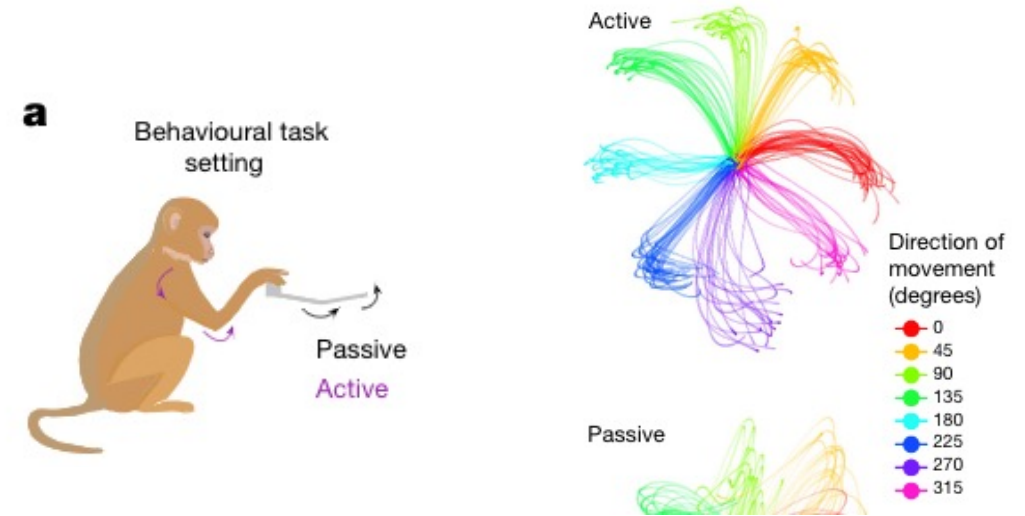 a
Behavioural task
setting
Passive
Active
Active
Direction of
movement
(degrees)
0
45
90
135
180
225
270
315
Passive